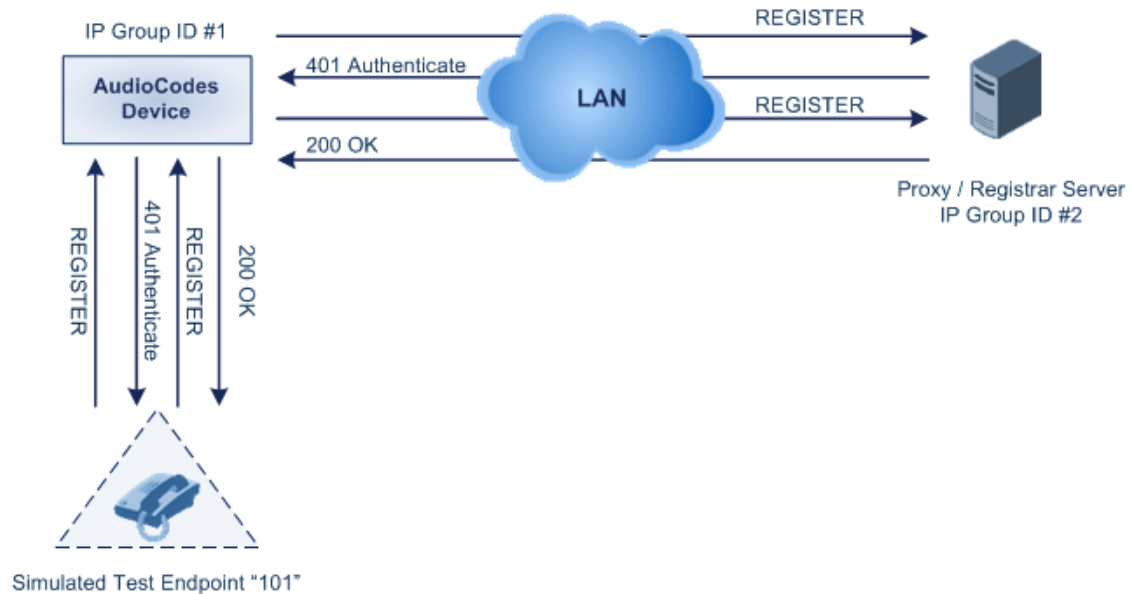 IP Group ID #1
REGISTER
AudioCodes
Device
401 Authenticate
LAN
REGISTER
200 OK
Proxy / Registrar Server
IP Group ID #2
REGISTER
401 Authenticate
REGISTER
200 OK
Simulated Test Endpoint “101”